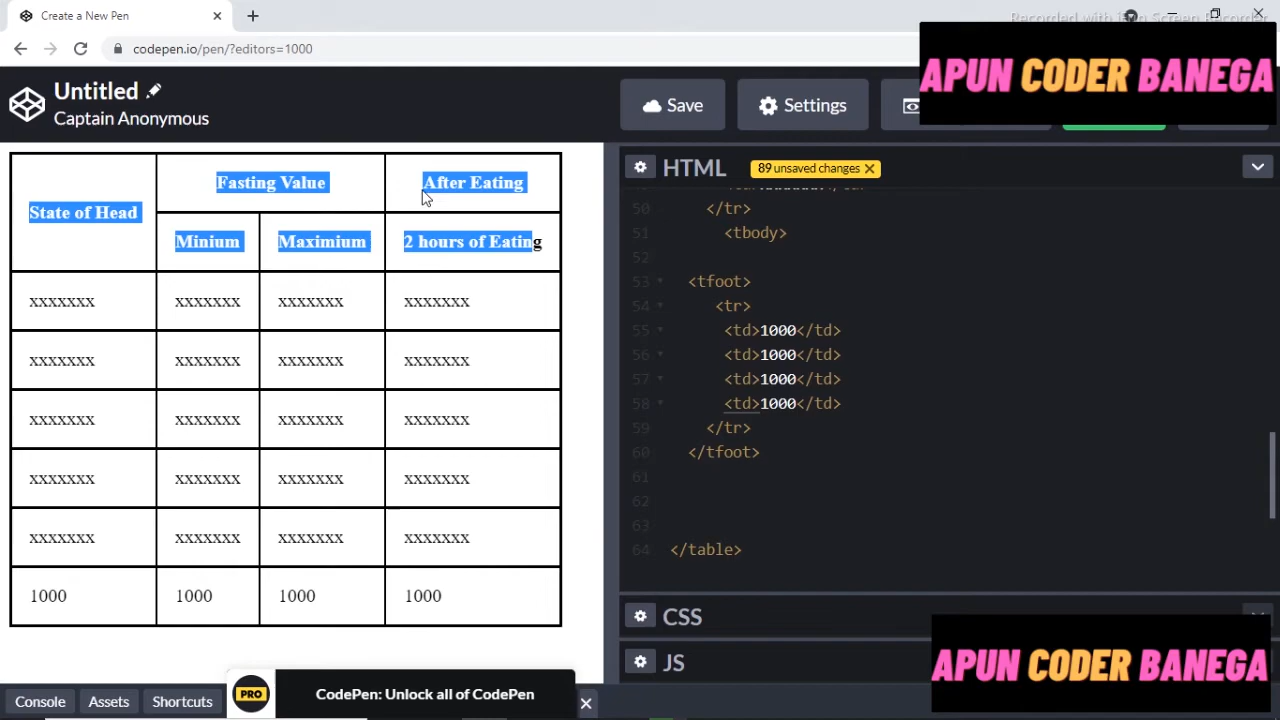 Create a New Pen
Recorded with iTop Screen Recorder
codepen.io/pen/?editors=1000
APUN CODER BANEGA
Untitled
Captain Anonymous
Save
Settings
HTML
89 unsaved changes
State of Head
Fasting Value
After Eating
Minium
Maximium
2 hours of Eating
xxxxxxx xxxxxxx xxxxxxx xxxxxxx
xxxxxxx xxxxxxx xxxxxxx xxxxxxx
xxxxxxx xxxxxxx xxxxxxx xxxxxxx
xxxxxxx xxxxxxx xxxxxxx xxxxxxx
xxxxxxx xxxxxxx xxxxxxx xxxxxxx
1000 1000 1000 1000
50 </tr>
51 <tbody>
52
53 <tfoot>
54 <tr>
55 <td>1000</td>
56 <td>1000</td>
57 <td>1000</td>
58 <td>1000</td>
59 </tr>
60 </tfoot>
61
62
63
64 </table>
CSS
JS
APUN CODER BANEGA
Console
Assets
Shortcuts
PRO
CodePen: Unlock all of CodePen